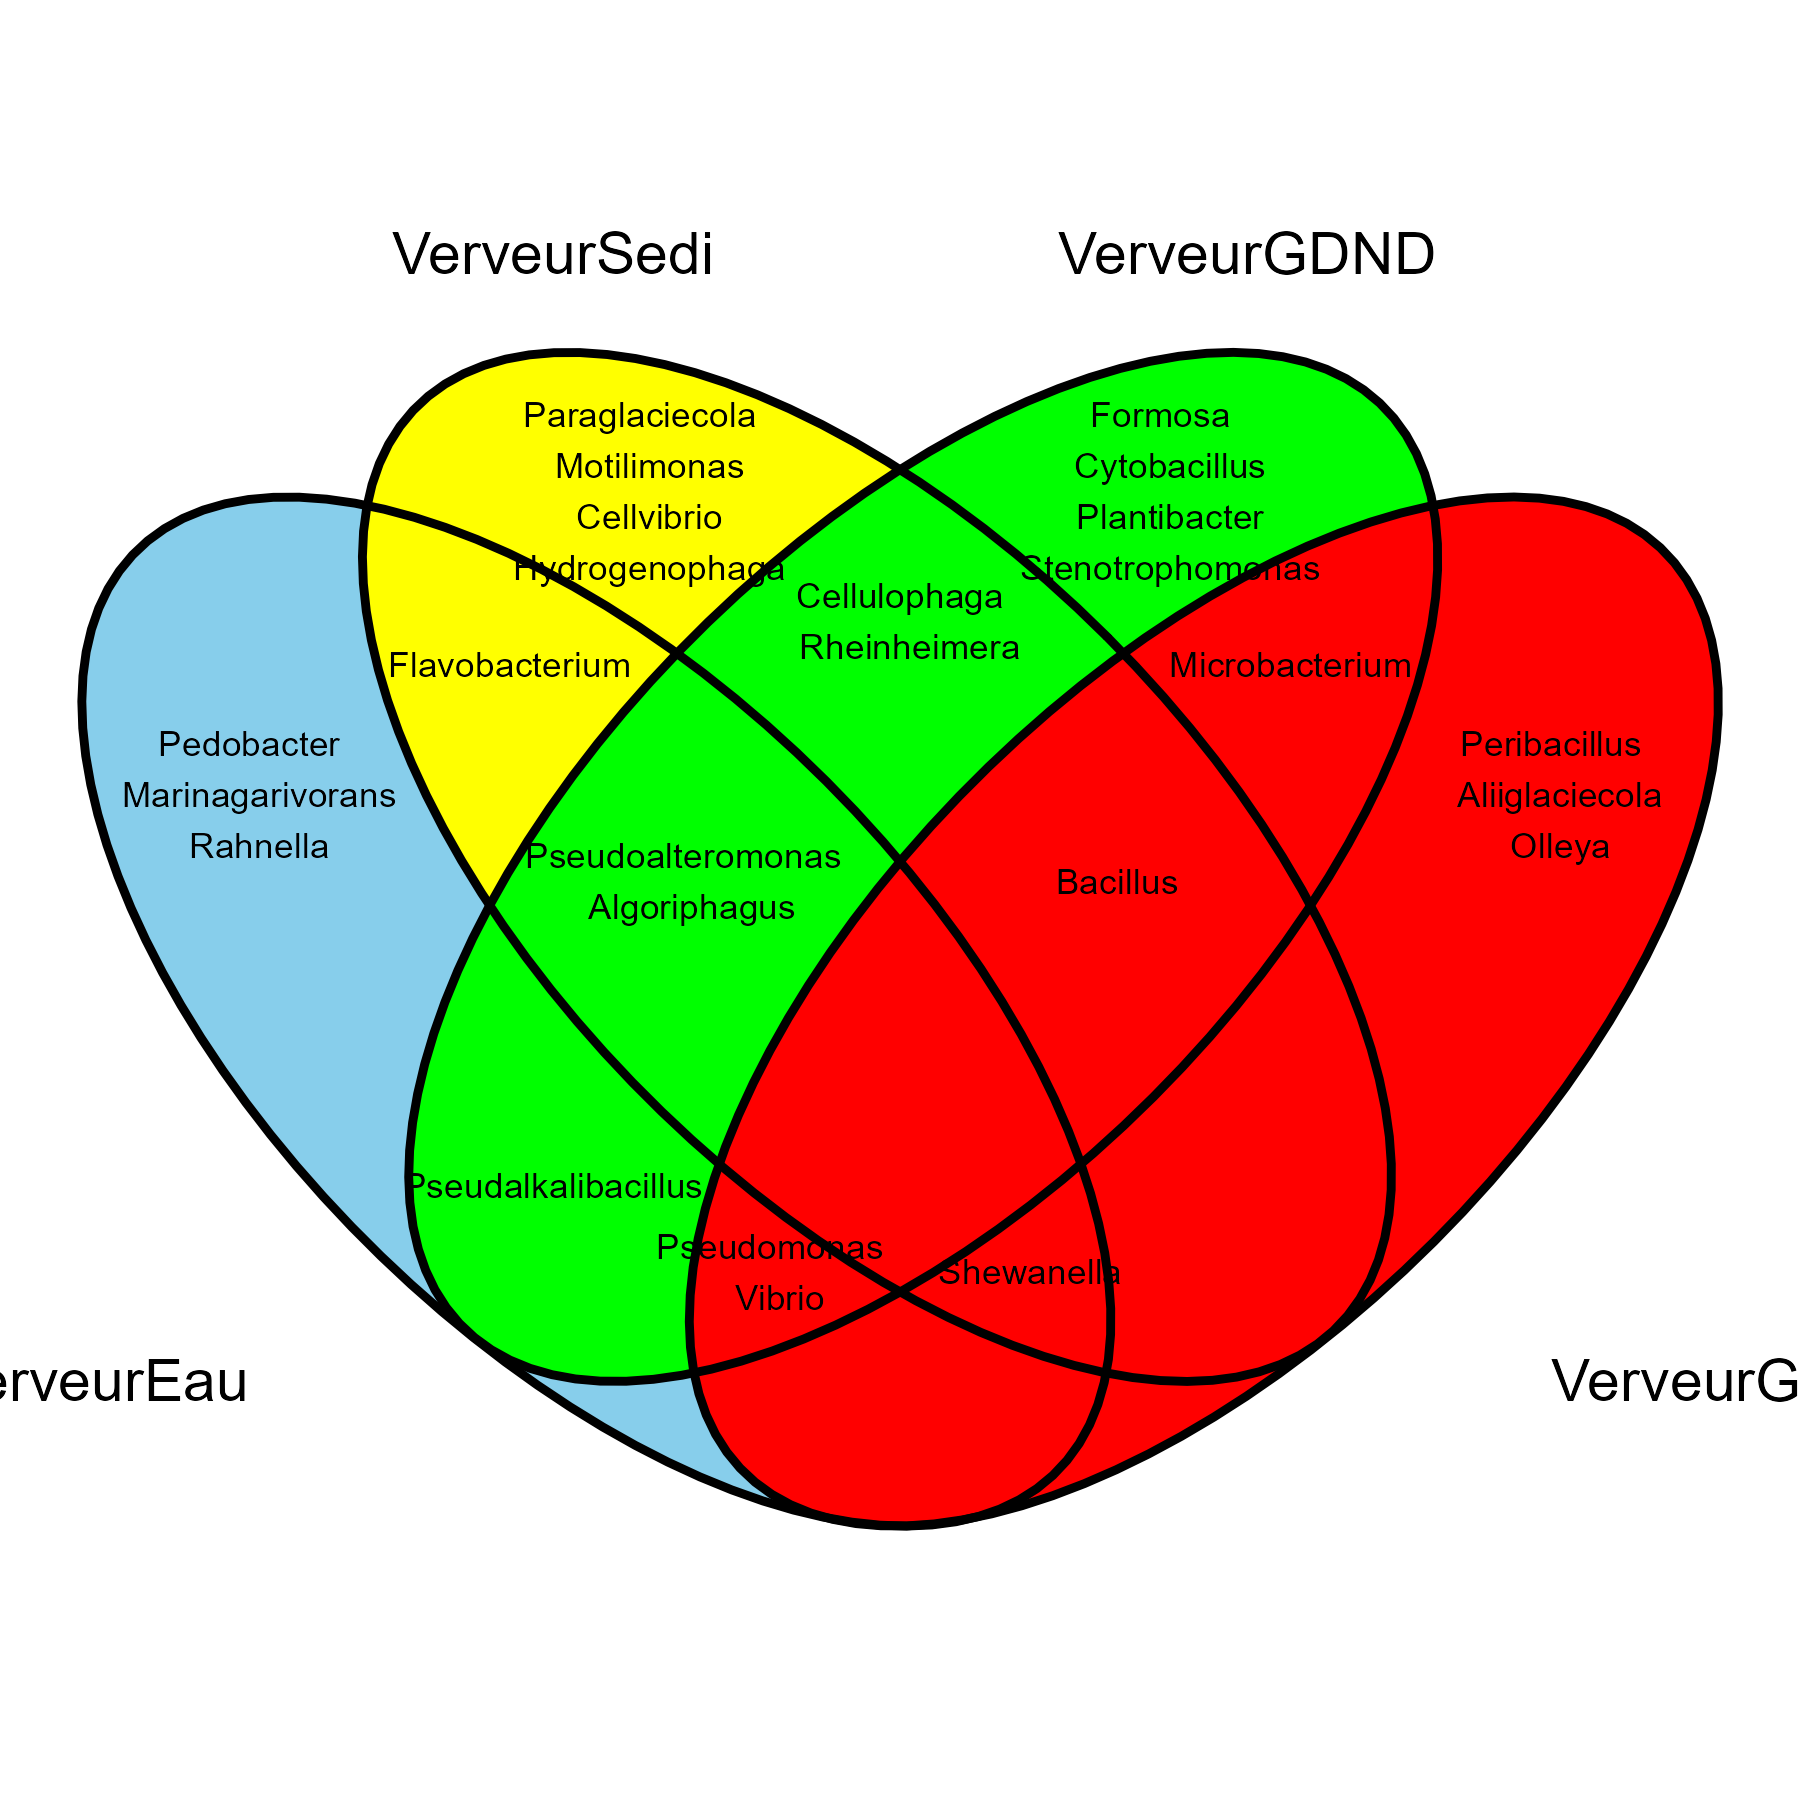 VerveurSedi
VerveurGDND
Paraglaciecola
Motilimonas
Cellvibrio
Hydrogenophaga
Formosa
Cytobacillus
Plantibacter
Stenotrophomonas
Cellulophaga
Rheinheimera
Flavobacterium
Microbacterium
Pedobacter
Marinagarivorans
Rahnella
Peribacillus
Aliiglaciecola
Olleya
Pseudoalteromonas
Algoriphagus
Bacillus
Pseudalkalibacillus
Pseudomonas
Vibrio
Shewanella
erveurEau
VerveurG